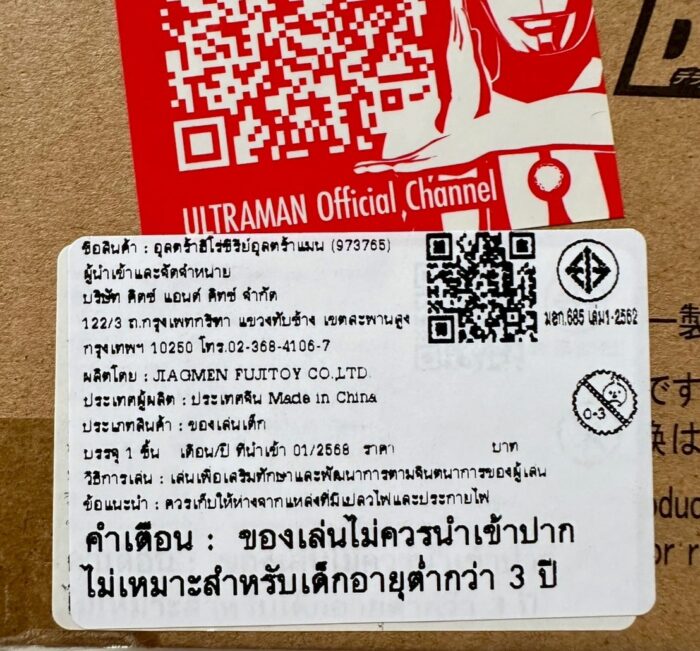 ULTRAMAN Official Channel
ชื่อสินค้า : อุลตร้าฮีโร่ซีรีย์อุลตร้าแมน (973765)
ผู้นำเข้าและจัดจำหน่าย
บริษัท คิตซ์ แอนด์ คิทซ์ จำกัด
122/3 ถ.กรุงเทพกรีฑา แขวงทับช้าง เขตสะพานสูง
กรุงเทพฯ 10250 โทร.02-368-4106-7
ผลิตโดย : JIAGMEN FUJITOY CO.,LTD.
ประเทศผู้ผลิต : ประเทศจีน Made in China
ประเภทสินค้า : ของเล่นเด็ก
บรรจุ 1 ชิ้น เดือน/ปี ที่นำเข้า 01/2568 ราคา บาท
วิธีการเล่น : เล่นเพื่อเสริมทักษะและพัฒนาการตามจินตนาการของผู้เล่น
ข้อแนะนำ : ควรเก็บให้ห่างจากแหล่งที่มีเปลวไฟและประกายไฟ
คำเตือน : ของเล่นไม่ควรนำเข้าปาก
ไม่เหมาะสำหรับเด็กอายุต่ำกว่า 3 ปี
มอก.685 เล่ม1-2562
0-3
製
です
換は